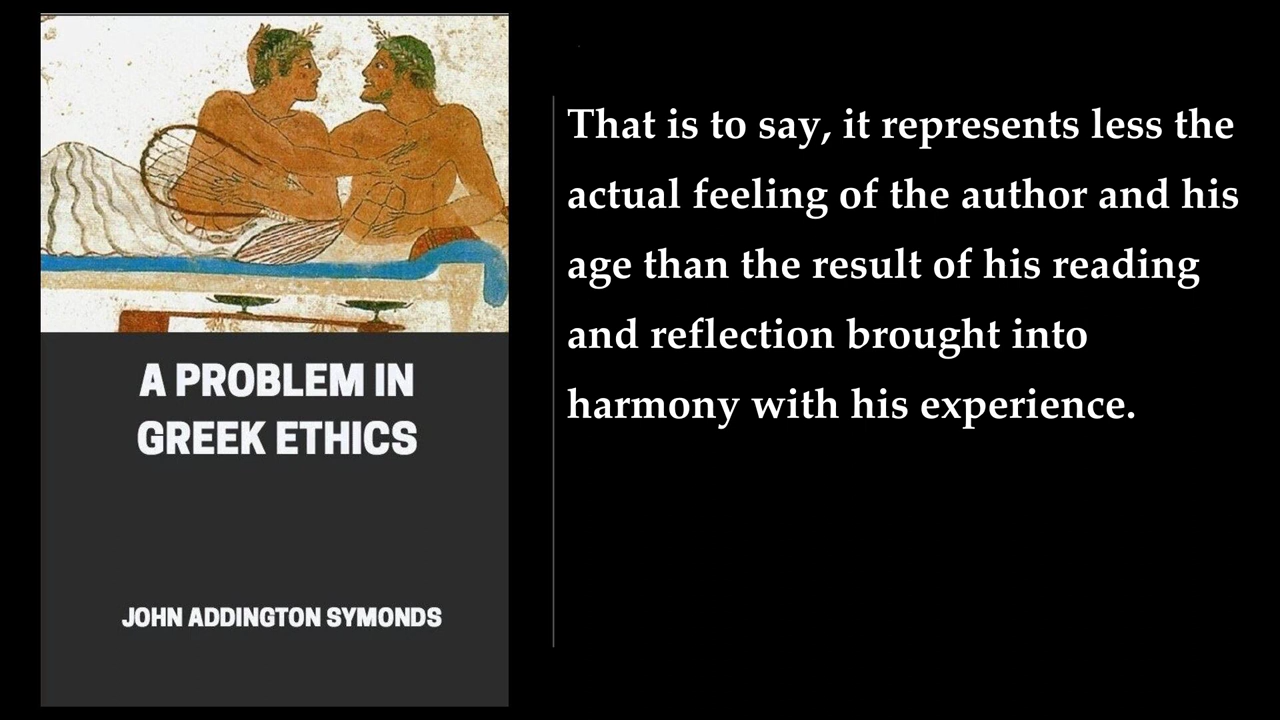 A PROBLEM IN
GREEK ETHICS
JOHN ADDINGTON SYMONDS
That is to say, it represents less the
actual feeling of the author and his
age than the result of his reading
and reflection brought into
harmony with his experience.